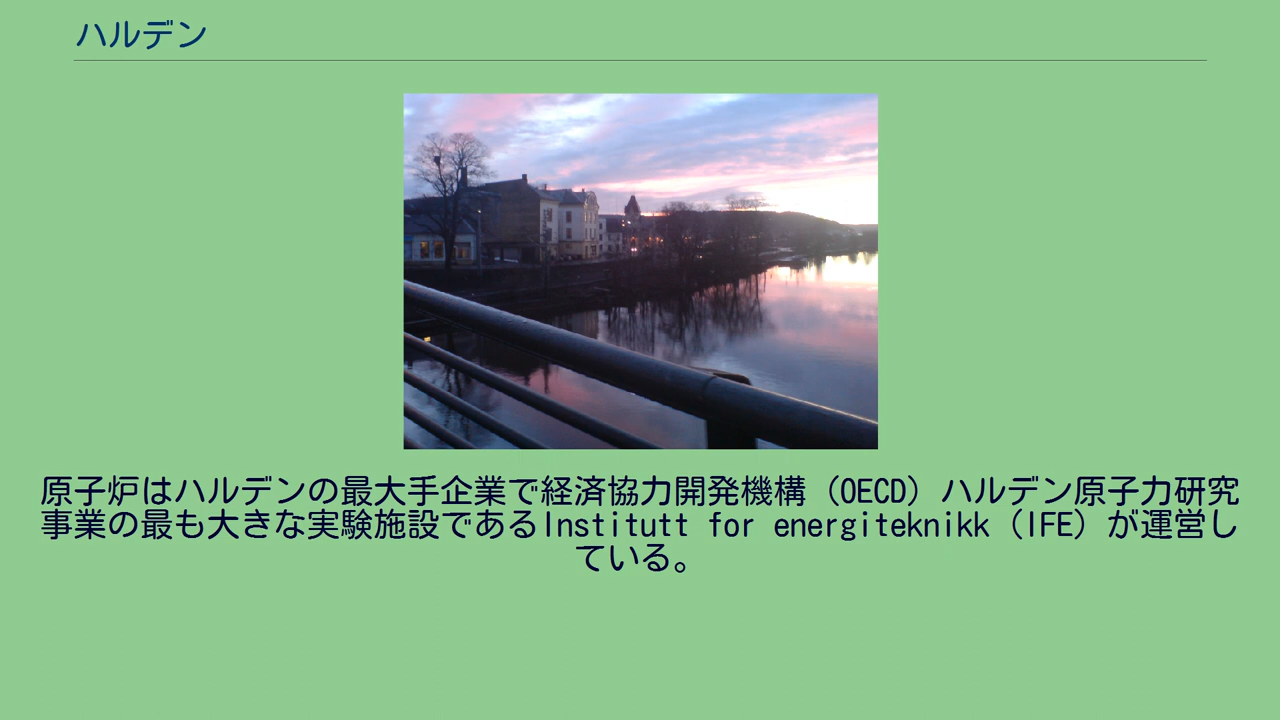 ハルデン
原子炉はハルデンの最大手企業で経済協力開発機構（OECD）ハルデン原子力研究
事業の最も大きな実験施設であるInstitutt for energiteknikk（IFE）が運営し
ている。